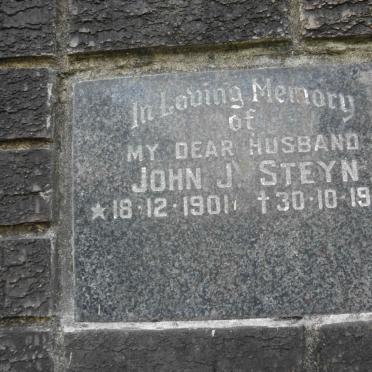 In Loving Memory
of
MY DEAR HUSBAND
JOHN J. STEYN
★ 18·12·1901 † 30·10·19